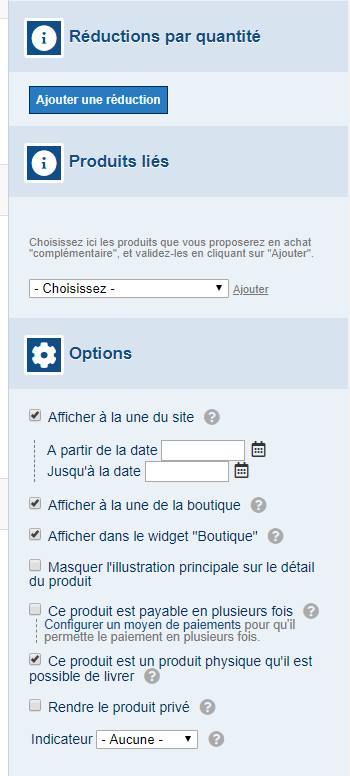 Réductions par quantité
Ajouter une réduction
Produits liés
Choisissez ici les produits que vous proposerez en achat
"complémentaire", et validez-les en cliquant sur "Ajouter".
- Choisissez - Ajouter
Options
Afficher à la une du site
A partir de la date
Jusqu'à la date
Afficher à la une de la boutique
Afficher dans le widget "Boutique"
Masquer l'illustration principale sur le détail
du produit
Ce produit est payable en plusieurs fois
Configurer un moyen de paiements pour qu'il
permette le paiement en plusieurs fois.
Ce produit est un produit physique qu'il est
possible de livrer
Rendre le produit privé
Indicateur - Aucune -